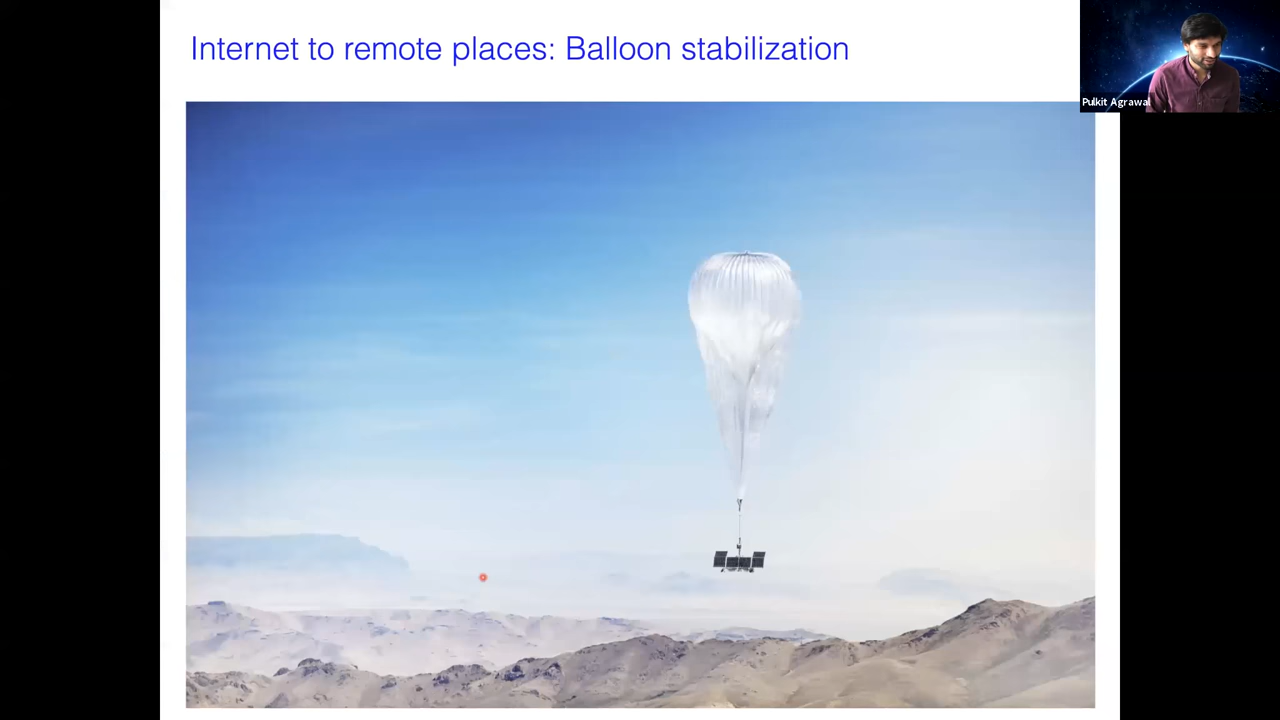 Internet to remote places: Balloon stabilization
Pulkit Agrawal